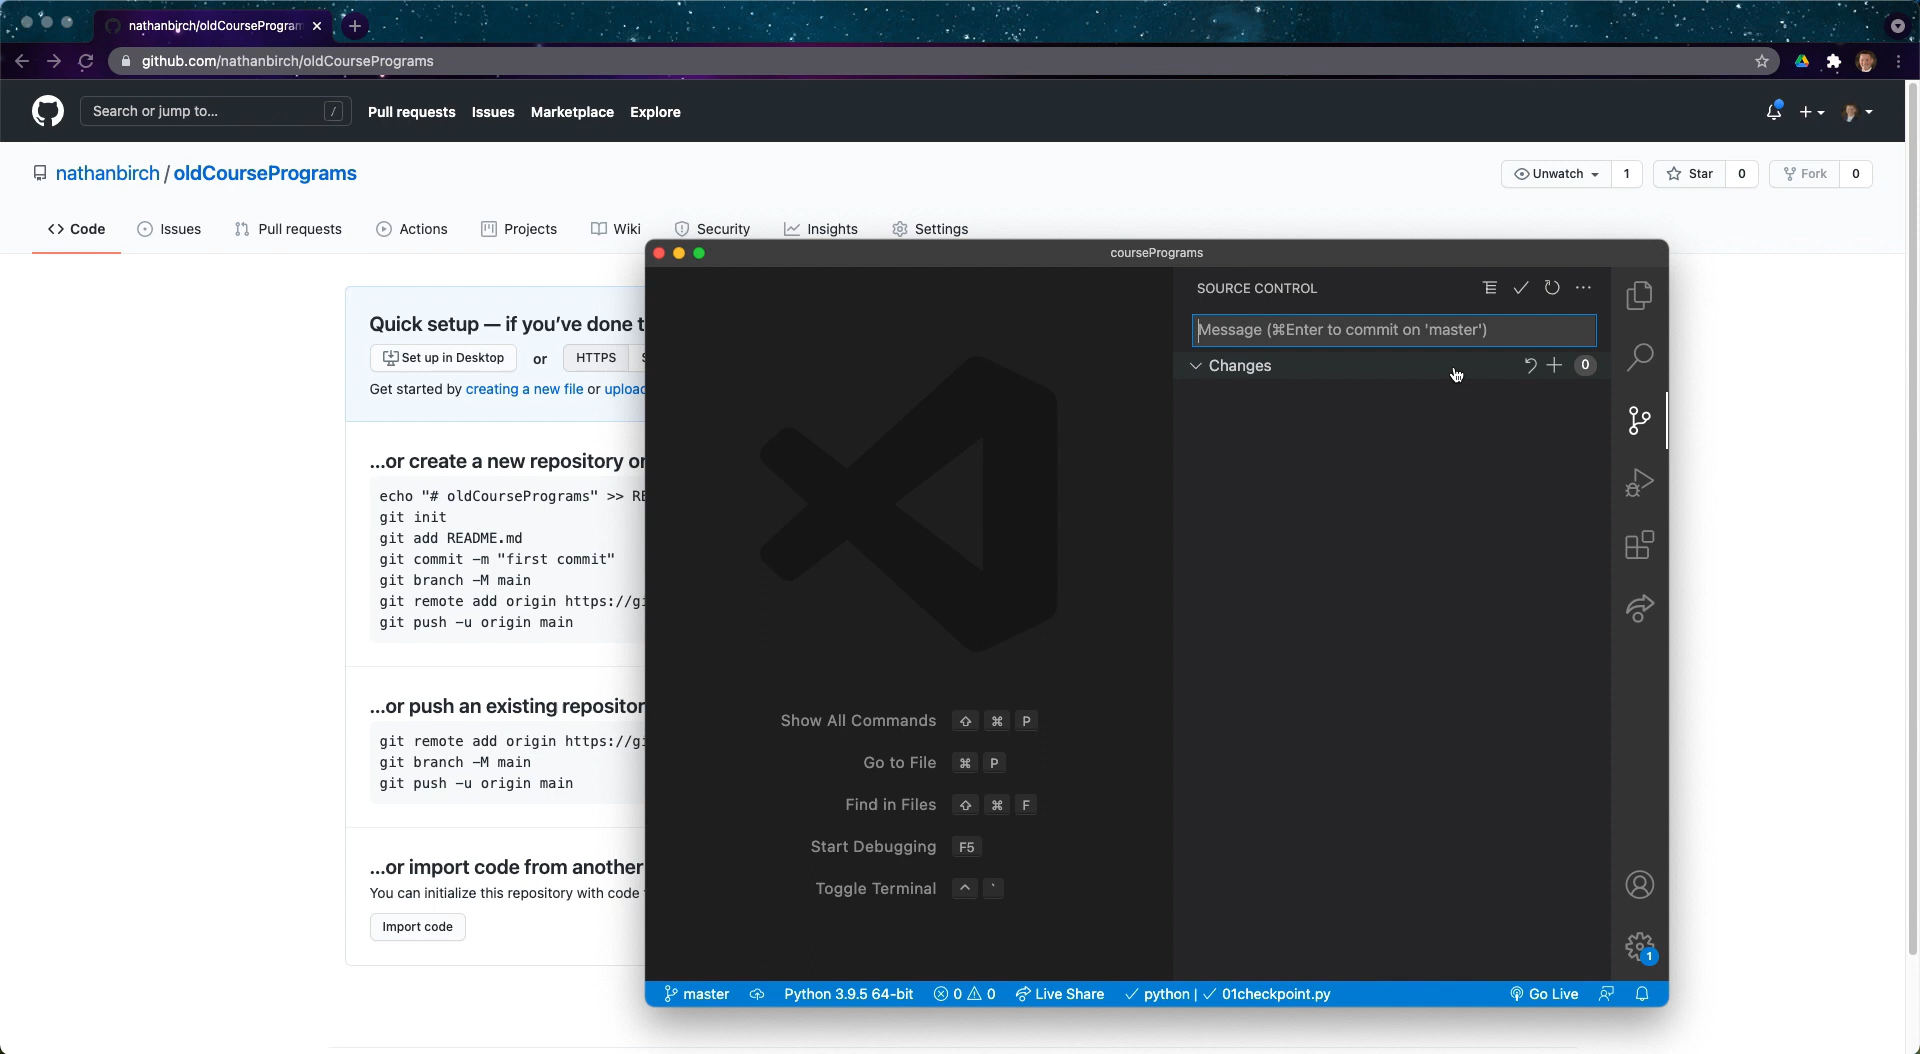 nathanbirch/oldCourseProgram
github.com/nathanbirch/oldCoursePrograms
Search or jump to... /
Pull requests Issues Marketplace Explore
nathanbirch / oldCoursePrograms
Unwatch 1 Star 0 Fork 0
Code Issues Pull requests Actions Projects Wiki Security Insights Settings
Quick setup — if you've done t
Set up in Desktop or HTTPS
Get started by creating a new file or upload
...or create a new repository on
echo "# oldCoursePrograms" >> RE
git init
git add README.md
git commit -m "first commit"
git branch -M main
git remote add origin https://gi
git push -u origin main
...or push an existing repositor
git remote add origin https://gi
git branch -M main
git push -u origin main
...or import code from another
You can initialize this repository with code
Import code
coursePrograms
SOURCE CONTROL
Message (⌘Enter to commit on 'master')
Changes 0
Show All Commands ⇧ ⌘ P
Go to File ⌘ P
Find in Files ⇧ ⌘ F
Start Debugging F5
Toggle Terminal ^ `
1
master Python 3.9.5 64-bit 0 0 Live Share ✓ python | ✓ 01checkpoint.py Go Live